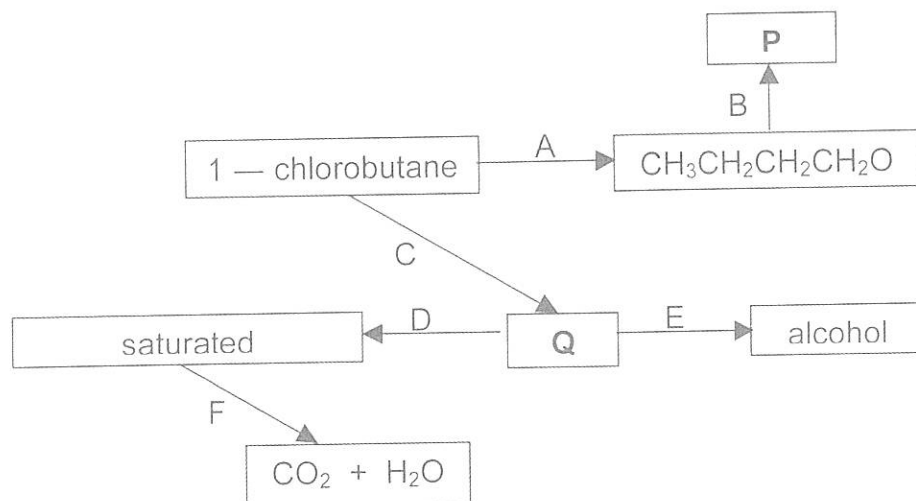 P
B
A
1 — chlorobutane
CH₃CH₂CH₂CH₂O
C
D
E
saturated
Q
alcohol
F
CO₂ + H₂O